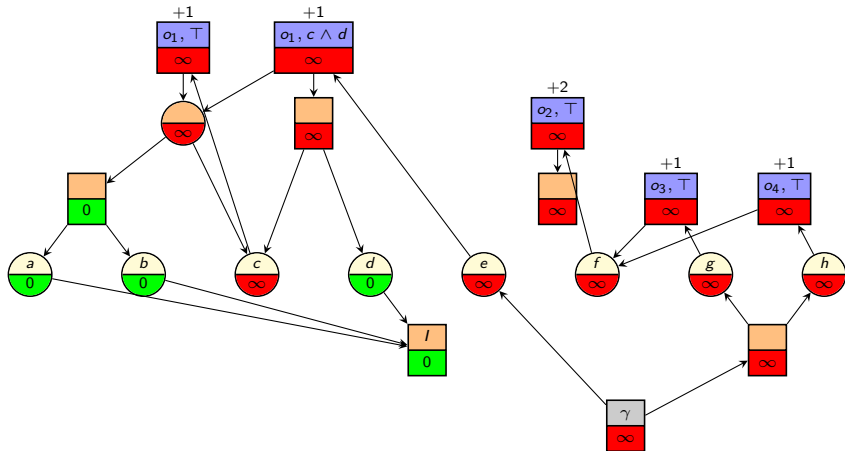 +1 +1
o₁, ⊤ o₁, c ∧ d
∞ ∞
+2
o₂, ⊤
∞ ∞ ∞
+1 +1
o₃, ⊤ o₄, ⊤
0 ∞ ∞ ∞
a b c d e f g h
0 0 ∞ 0 ∞ ∞ ∞ ∞
I
0 ∞
γ
∞